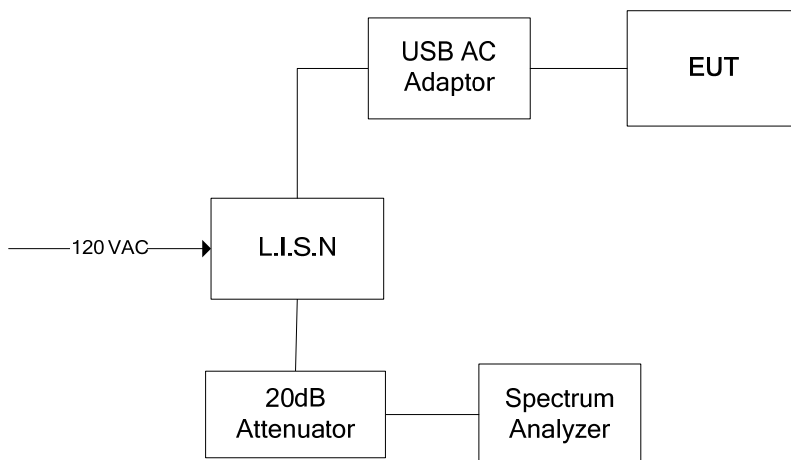 USB AC
Adaptor
EUT
120 VAC
L.I.S.N
20dB
Attenuator
Spectrum
Analyzer